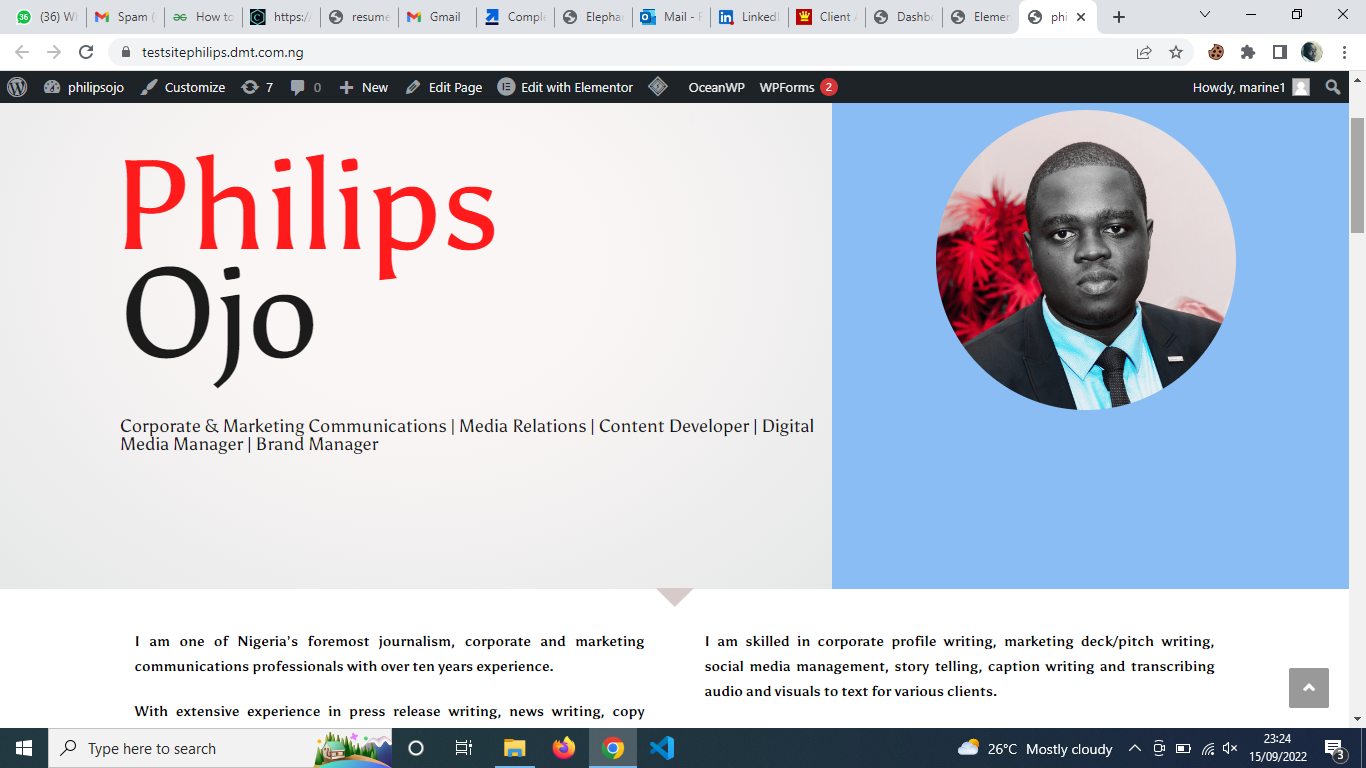 (36) W
Spam (
How to
https://
resume
Gmail
Comple
Elepha
Mail - F
LinkedI
Client A
Dashbo
Elemen
phi
testsitephilips.dmt.com.ng
philipsojo
Customize
7
0
New
Edit Page
Edit with Elementor
OceanWP
WPForms
2
Howdy, marine1
Philips
Ojo
Corporate & Marketing Communications | Media Relations | Content Developer | Digital
Media Manager | Brand Manager
I am one of Nigeria's foremost journalism, corporate and marketing
communications professionals with over ten years experience.
With extensive experience in press release writing, news writing, copy
I am skilled in corporate profile writing, marketing deck/pitch writing,
social media management, story telling, caption writing and transcribing
audio and visuals to text for various clients.
Type here to search
26°C Mostly cloudy
23:24
15/09/2022
3